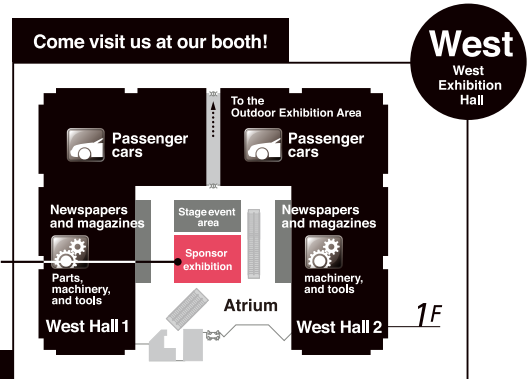 Come visit us at our booth!
West
West
Exhibition
Hall
To the
Outdoor Exhibition Area
Passenger
cars
Passenger
cars
Newspapers
and magazines
Stage event
area
Newspapers
and magazines
Sponsor
exhibition
Parts,
machinery,
and tools
machinery,
and tools
Atrium
West Hall 1
West Hall 2
1F